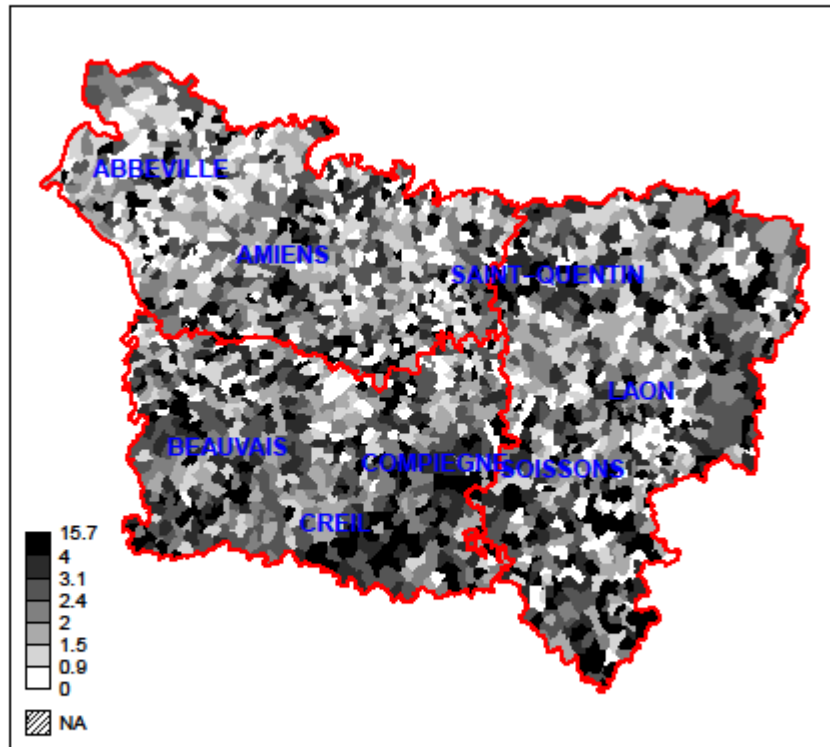 ABBEVILLE
AMIENS
SAINT-QUENTIN
LAON
BEAUVAIS
COMPIEGNE
SOISSONS
CREIL
15.7
4
3.1
2.4
2
1.5
0.9
0
NA